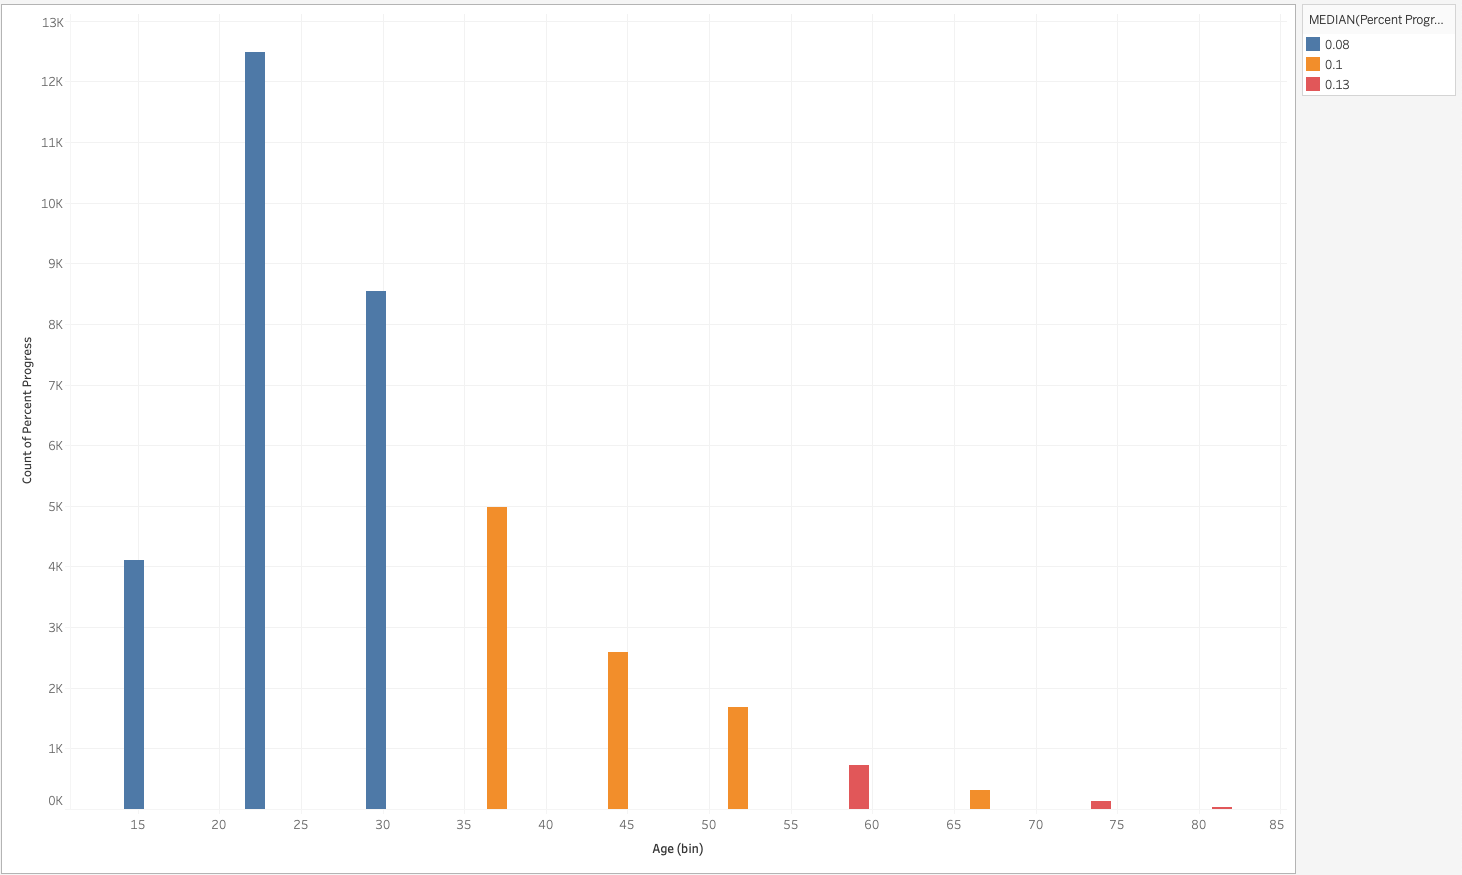 MEDIAN(Percent Progr...
0.08
0.1
0.13
13K
12K
11K
10K
9K
8K
7K
6K
5K
4K
3K
2K
1K
0K
Count of Percent Progress
15 20 25 30 35 40 45 50 55 60 65 70 75 80 85
Age (bin)